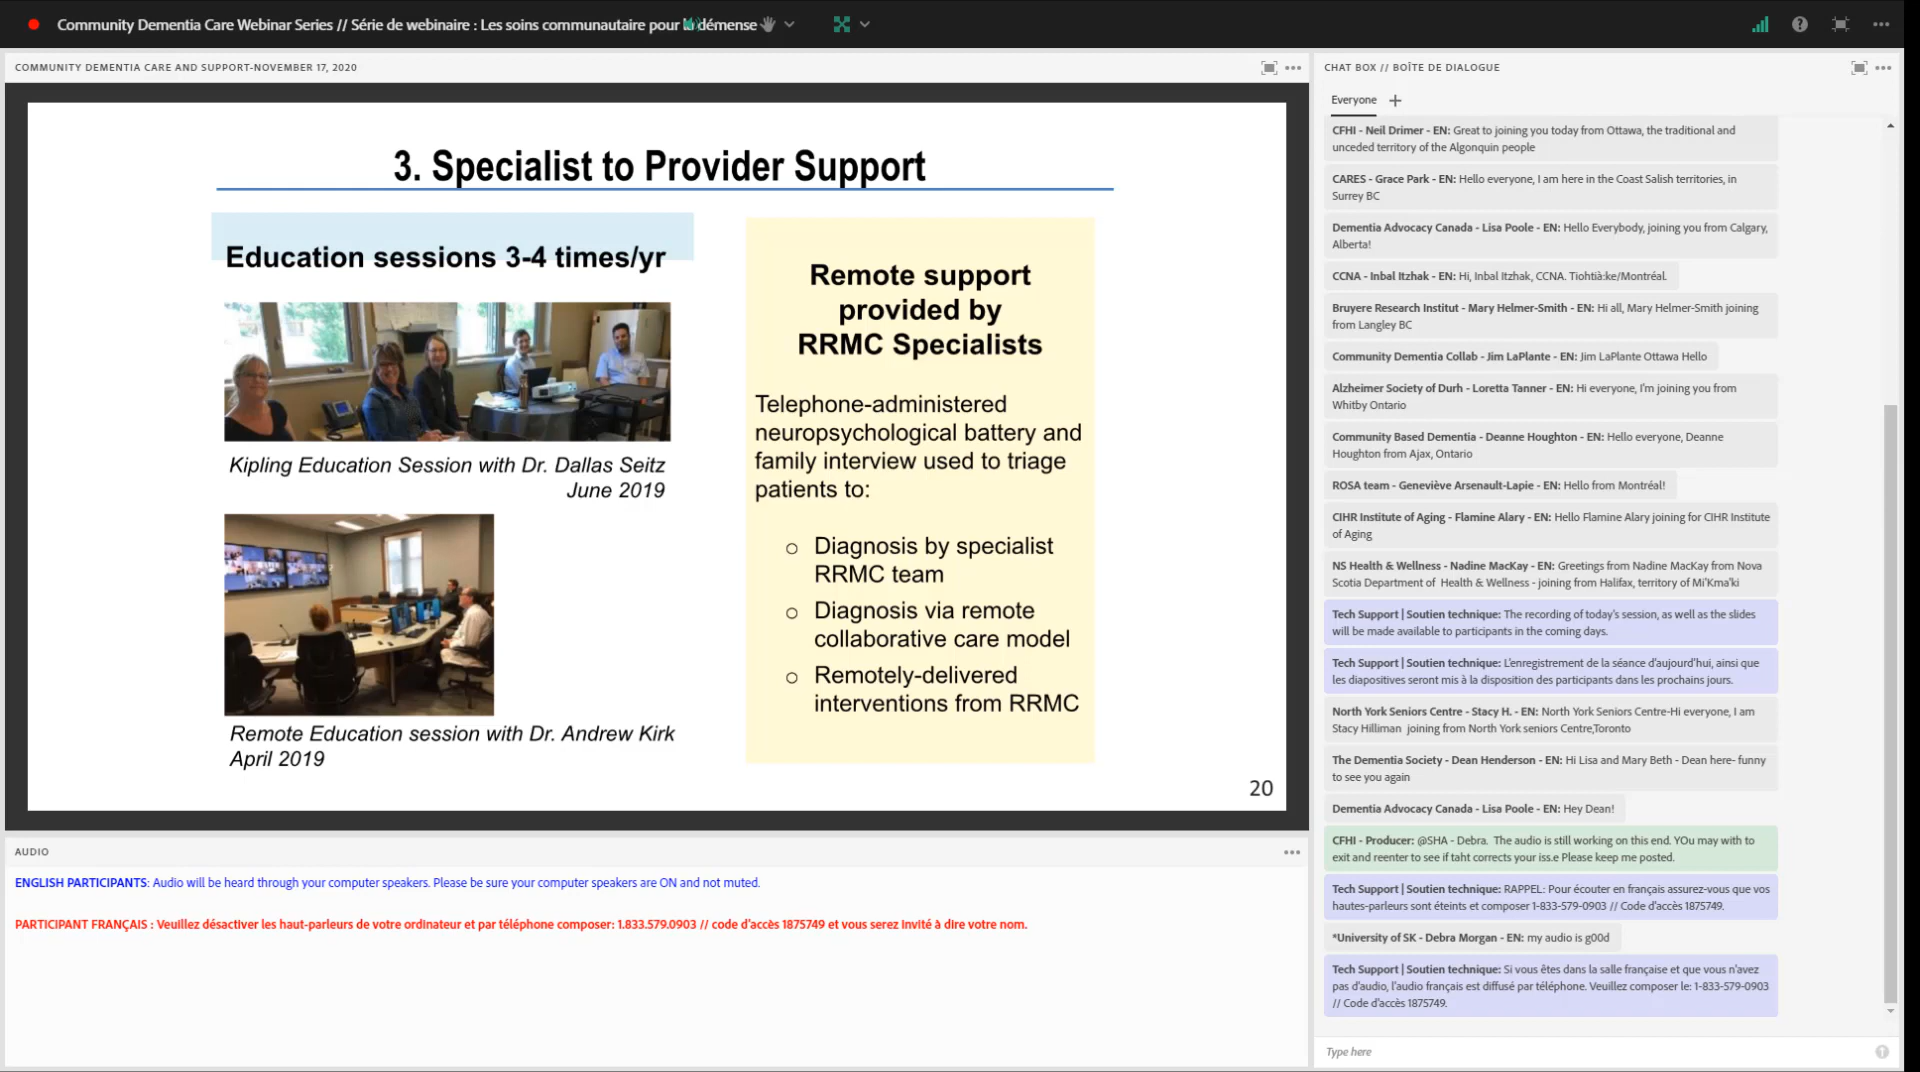 Community Dementia Care Webinar Series // Série de webinaire : Les soins communautaire pour la démense
COMMUNITY DEMENTIA CARE AND SUPPORT-NOVEMBER 17, 2020
3. Specialist to Provider Support
Education sessions 3-4 times/yr
Kipling Education Session with Dr. Dallas Seitz
June 2019
Remote Education session with Dr. Andrew Kirk
April 2019
Remote support
provided by
RRMC Specialists
Telephone-administered
neuropsychological battery and
family interview used to triage
patients to:
o Diagnosis by specialist
RRMC team
o Diagnosis via remote
collaborative care model
o Remotely-delivered
interventions from RRMC
20
AUDIO
ENGLISH PARTICIPANTS: Audio will be heard through your computer speakers. Please be sure your computer speakers are ON and not muted.
PARTICIPANT FRANÇAIS : Veuillez désactiver les haut-parleurs de votre ordinateur et par téléphone composer: 1.833.579.0903 // code d'accès 1875749 et vous serez invité à dire votre nom.
CHAT BOX // BOÎTE DE DIALOGUE
Everyone
CFHI - Neil Drimer - EN: Great to joining you today from Ottawa, the traditional and
unceded territory of the Algonquin people
CARES - Grace Park - EN: Hello everyone, I am here in the Coast Salish territories, in
Surrey BC
Dementia Advocacy Canada - Lisa Poole - EN: Hello Everybody, joining you from Calgary,
Alberta!
CCNA - Inbal Itzhak - EN: Hi, Inbal Itzhak, CCNA. Tiohtià:ke/Montréal.
Bruyere Research Institut - Mary Helmer-Smith - EN: Hi all, Mary Helmer-Smith joining
from Langley BC
Community Dementia Collab - Jim LaPlante - EN: Jim LaPlante Ottawa Hello
Alzheimer Society of Durh - Loretta Tanner - EN: Hi everyone, I'm joining you from
Whitby Ontario
Community Based Dementia - Deanne Houghton - EN: Hello everyone, Deanne
Houghton from Ajax, Ontario
ROSA team - Geneviève Arsenault-Lapie - EN: Hello from Montréal!
CIHR Institute of Aging - Flamine Alary - EN: Hello Flamine Alary joining for CIHR Institute
of Aging
NS Health & Wellness - Nadine MacKay - EN: Greetings from Nadine MacKay from Nova
Scotia Department of Health & Wellness - joining from Halifax, territory of Mi'Kma'ki
Tech Support | Soutien technique: The recording of today's session, as well as the slides
will be made available to participants in the coming days.
Tech Support | Soutien technique: L'enregistrement de la séance d'aujourd'hui, ainsi que
les diapositives seront mis à la disposition des participants dans les prochains jours.
North York Seniors Centre - Stacy H. - EN: North York Seniors Centre-Hi everyone, I am
Stacy Hilliman joining from North York seniors Centre,Toronto
The Dementia Society - Dean Henderson - EN: Hi Lisa and Mary Beth - Dean here- funny
to see you again
Dementia Advocacy Canada - Lisa Poole - EN: Hey Dean!
CFHI - Producer: @SHA - Debra. The audio is still working on this end. YOu may with to
exit and reenter to see if taht corrects your iss.e Please keep me posted.
Tech Support | Soutien technique: RAPPEL: Pour écouter en français assurez-vous que vos
hautes-parleurs sont éteints et composer 1-833-579-0903 // Code d'accès 1875749.
*University of SK - Debra Morgan - EN: my audio is g00d
Tech Support | Soutien technique: Si vous êtes dans la salle française et que vous n'avez
pas d'audio, l'audio français est diffusé par téléphone. Veuillez composer le: 1-833-579-0903
// Code d'accès 1875749.
Type here